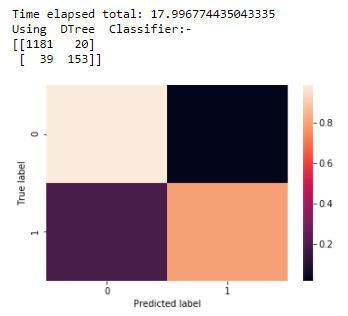 Time elapsed total: 17.996774435043335
Using  DTree  Classifier:-
[[1181   20]
 [  39  153]]
0
1
True label
0
1
Predicted label
0.8
0.6
0.4
0.2